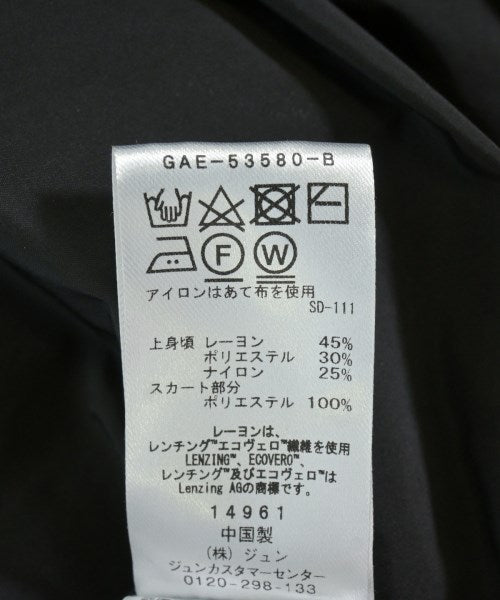 GAE-53580-B
F W
アイロンはあて布を使用
SD-111
上身頃 レーヨン 45%
ポリエステル 30%
ナイロン 25%
スカート部分
ポリエステル 100%
レーヨンは、
レンチング™エコヴェロ™繊維を使用
LENZING™、ECOVERO™、
レンチング™及びエコヴェロ™は
Lenzing AGの商標です。
14961
中国製
(株)ジュン
ジュンカスタマーセンター
0120-298-133